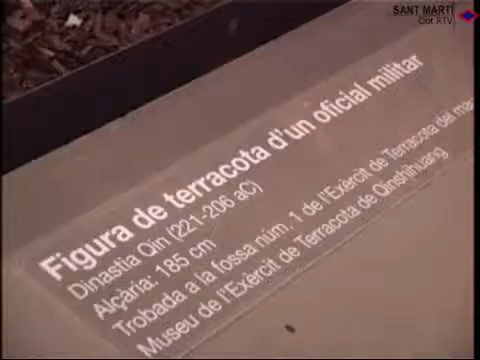 SANT MARTÍ
Clot RTV
Figura de terracota d'un oficial militar
Dinastia Qin (221-206 aC)
Alçària: 185 cm
Trobada a la fossa núm. 1 de l'Exèrcit de Terracota del
Museu de l'Exèrcit de Terracota de Qinshihuang